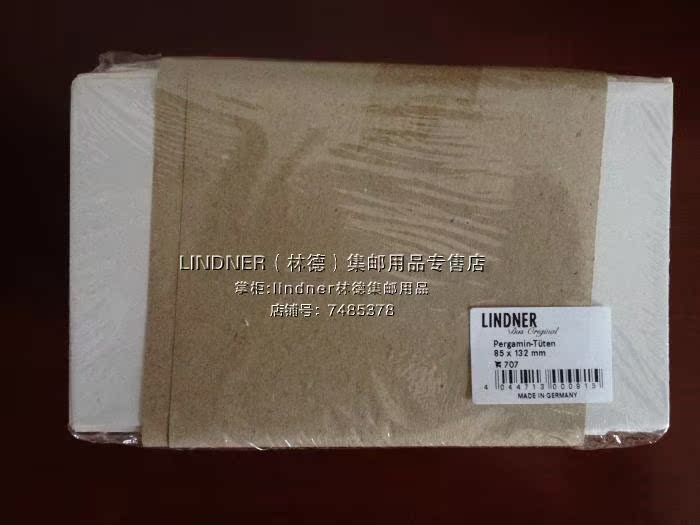 LINDNER（林德）集邮用品专售店
掌柜:lindner林德集邮用品
店铺号: 7485378
LINDNER
Das Original
Pergamin-Tüten
85 x 132 mm
707
4 044713 000915
MADE IN GERMANY